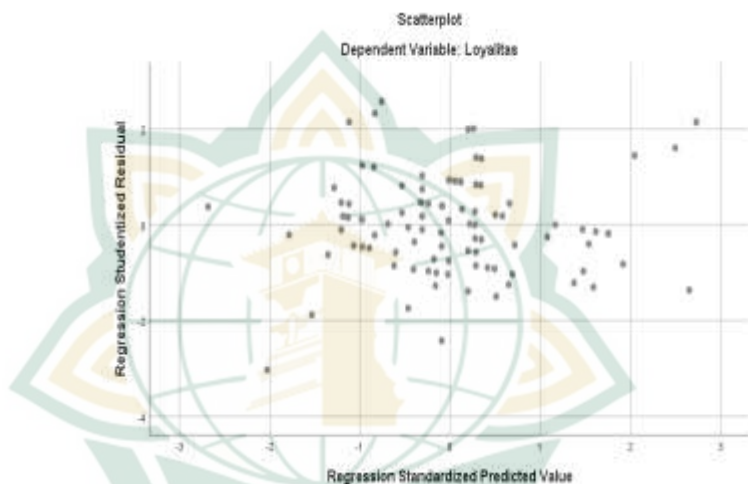 Scatterplot
Dependent Variable: Loyalitas
Regression Studentized Residual
2
0
-2
-4
-3
-2
-1
0
1
2
3
Regression Standardized Predicted Value